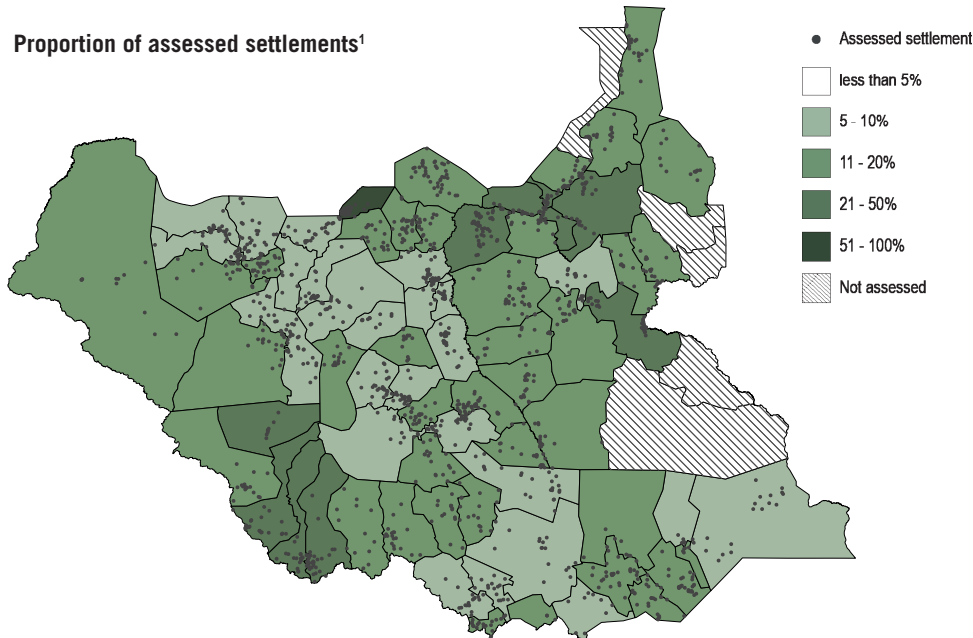 Proportion of assessed settlements¹
Assessed settlement
less than 5%
5 - 10%
11 - 20%
21 - 50%
51 - 100%
Not assessed